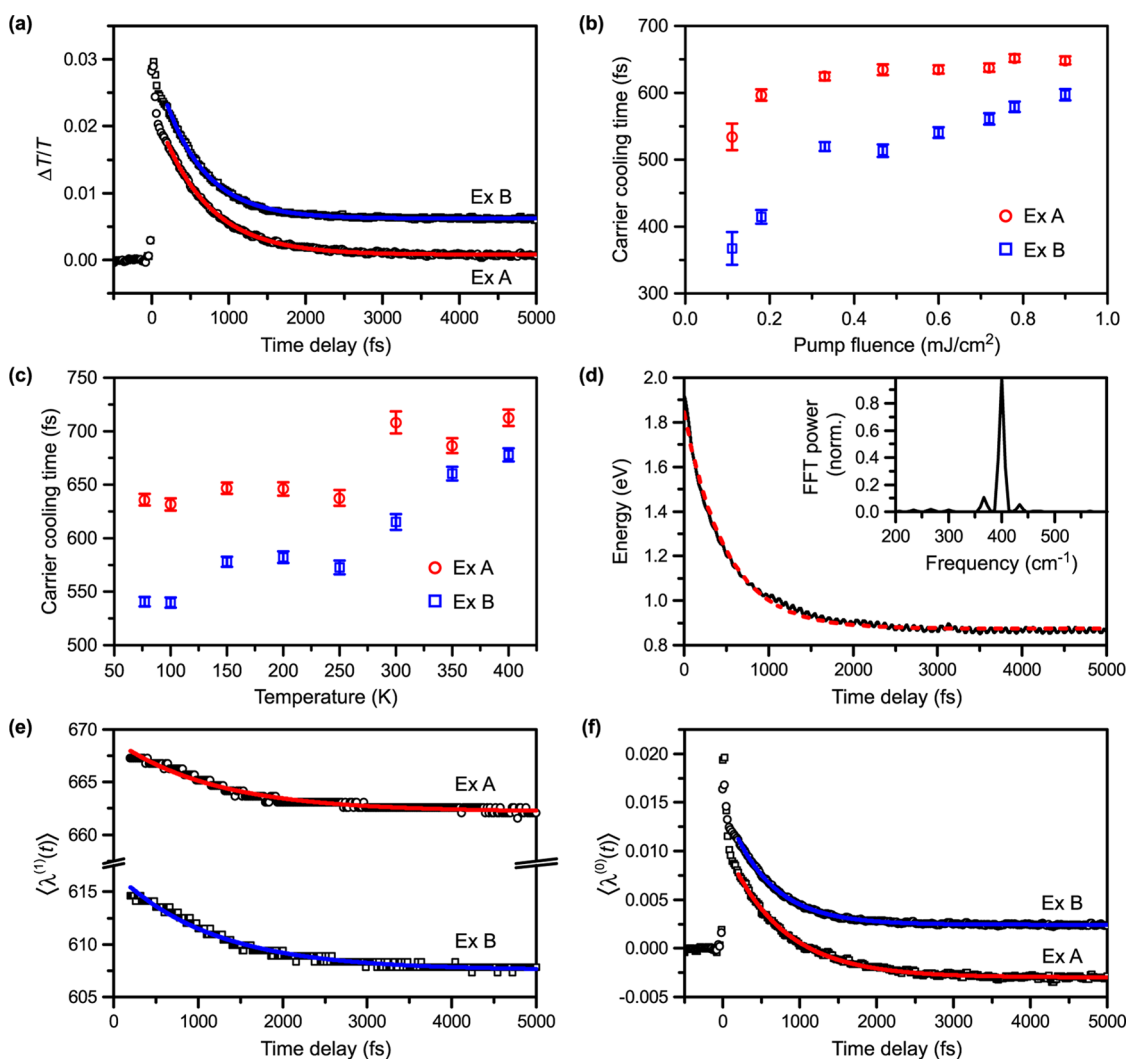 (a)
ΔT/T
0.03
0.02
0.01
0.00
Ex B
Ex A
0 1000 2000 3000 4000 5000
Time delay (fs)
(b)
Carrier cooling time (fs)
700
600
500
400
300
Ex A
Ex B
0.0 0.2 0.4 0.6 0.8 1.0
Pump fluence (mJ/cm²)
(c)
Carrier cooling time (fs)
750
700
650
600
550
500
Ex A
Ex B
50 100 150 200 250 300 350 400
Temperature (K)
(d)
Energy (eV)
2.0
1.8
1.6
1.4
1.2
1.0
0.8
FFT power
(norm.)
0.8
0.6
0.4
0.2
0.0
200 300 400 500
Frequency (cm⁻¹)
0 1000 2000 3000 4000 5000
Time delay (fs)
(e)
⟨λ⁽¹⁾(t)⟩
670
665
660
615
610
605
Ex A
Ex B
0 1000 2000 3000 4000 5000
Time delay (fs)
(f)
⟨λ⁽⁰⁾(t)⟩
0.020
0.015
0.010
0.005
0.000
-0.005
Ex B
Ex A
0 1000 2000 3000 4000 5000
Time delay (fs)